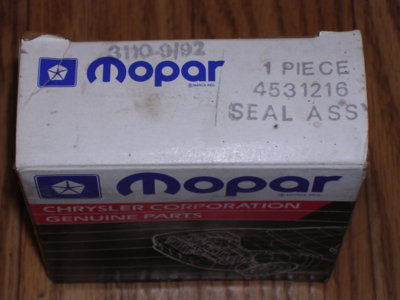 3110-9/92
Mopar
1 PIECE
4531216
SEAL ASSY
Mopar
CHRYSLER CORPORATION
GENUINE PARTS